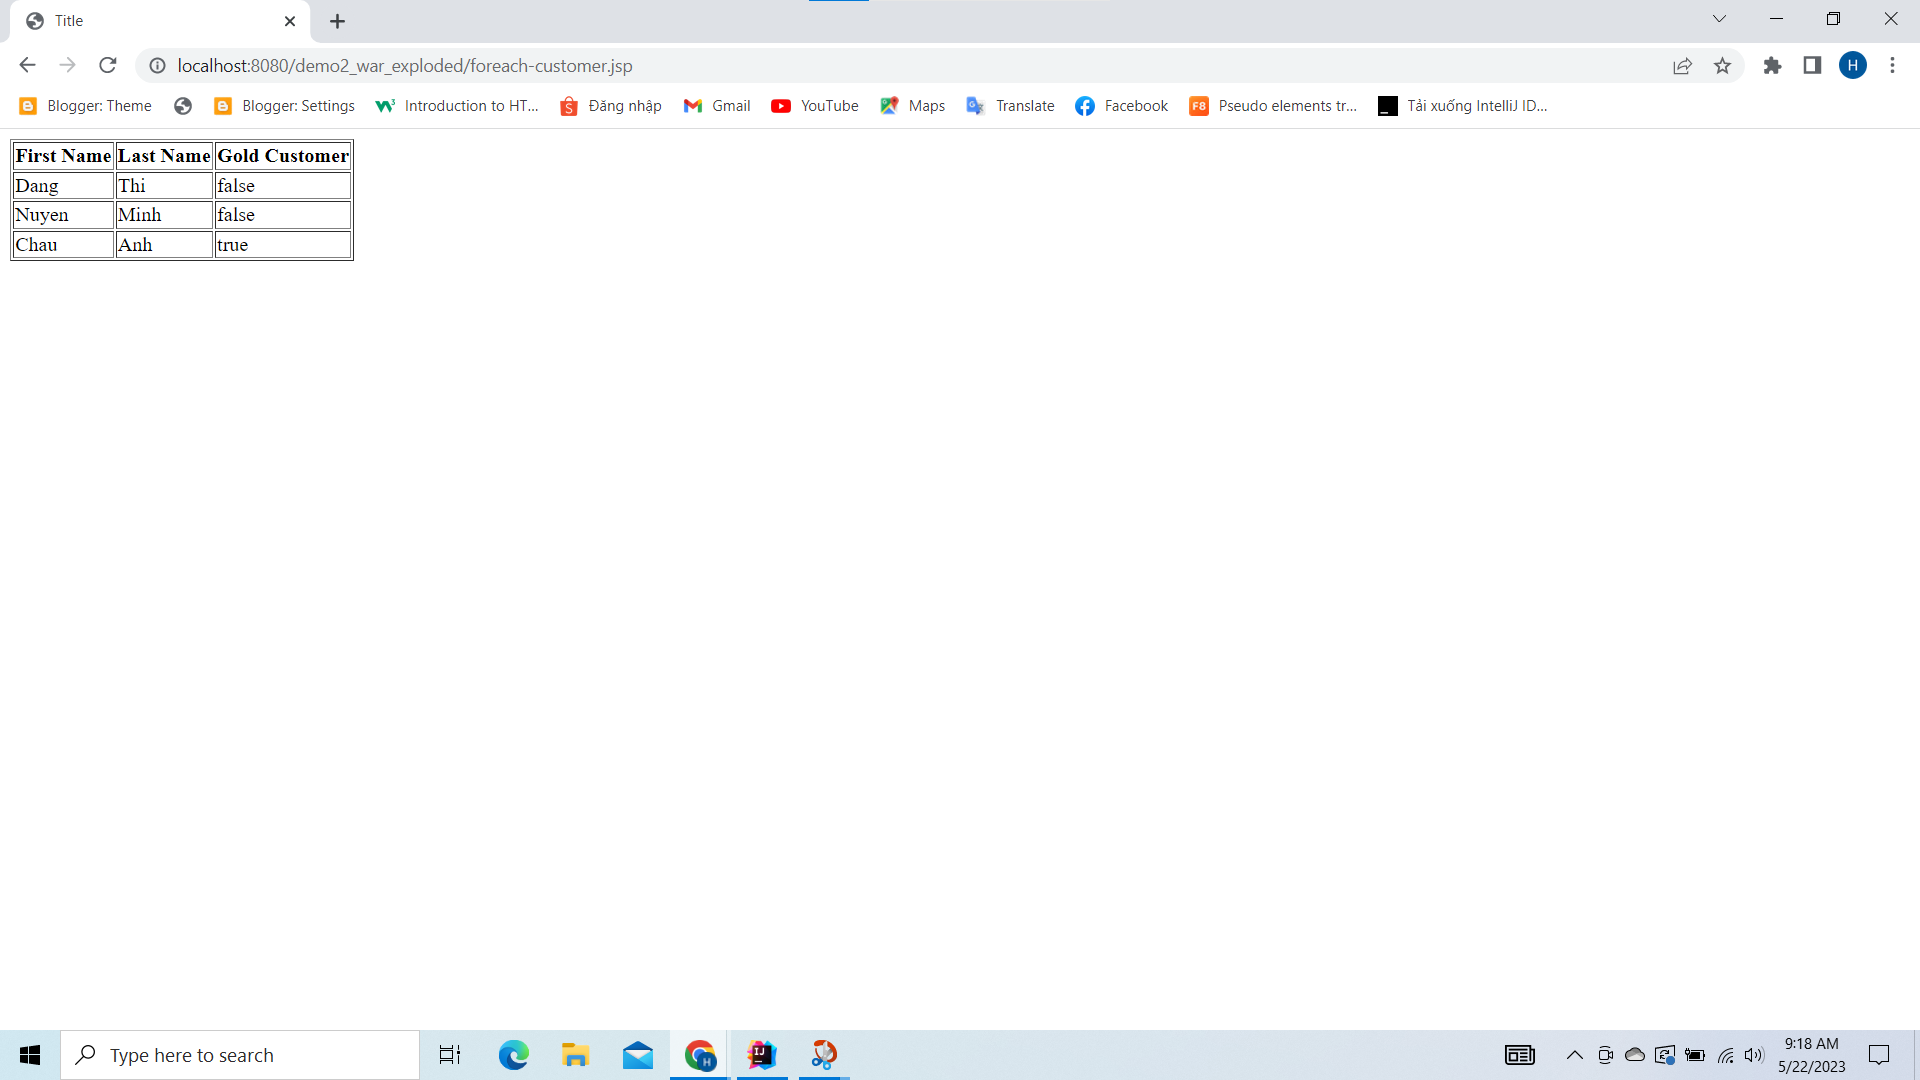 Title
localhost:8080/demo2_war_exploded/foreach-customer.jsp
H
Blogger: Theme Blogger: Settings Introduction to HT... Đăng nhập Gmail YouTube Maps Translate Facebook Pseudo elements tr... Tải xuống IntelliJ ID...
First Name Last Name Gold Customer
Dang Thi false
Nuyen Minh false
Chau Anh true
Type here to search
9:18 AM
5/22/2023